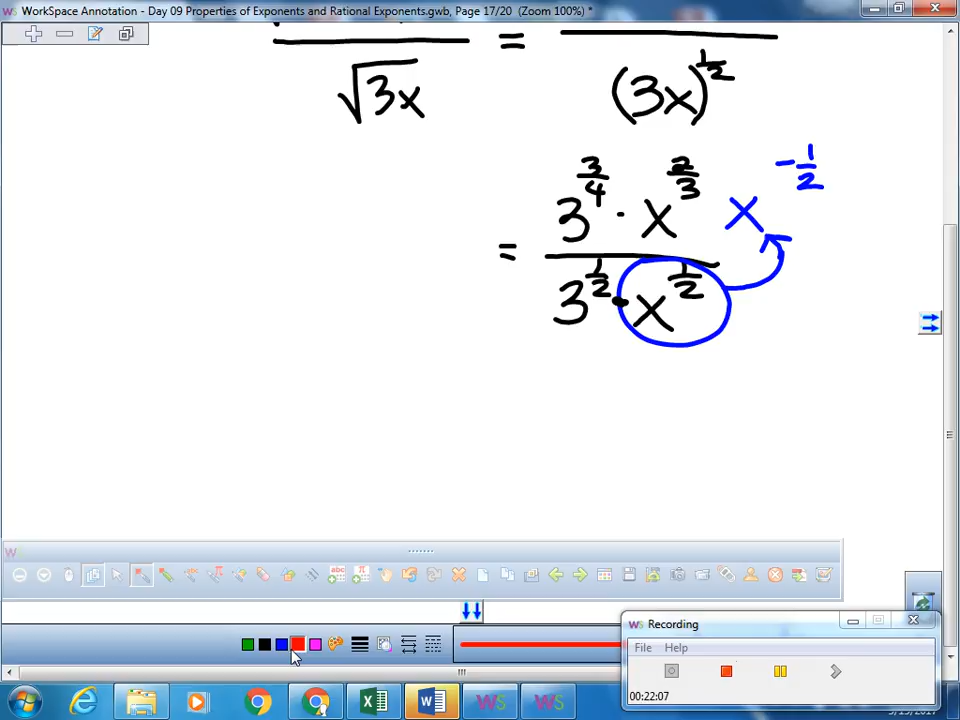 WorkSpace Annotation - Day 09 Properties of Exponents and Rational Exponents.gwb, Page 17/20 (Zoom 100%) *
=
√3x (3x)^1/2
3^3/4 · x^2/3 x^-1/2
=
3^1/2 · x^1/2
Recording
File Help
00:22:07